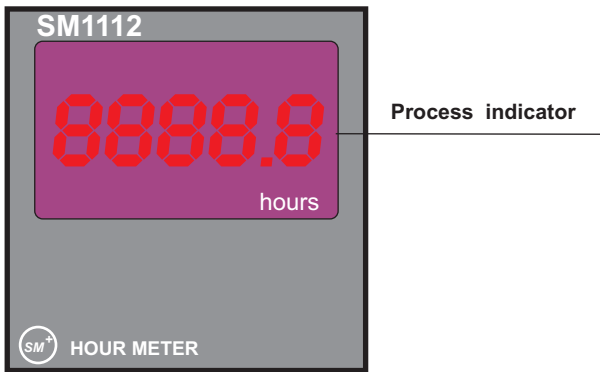 SM1112
8888.8
Process indicator
hours
SM+ HOUR METER